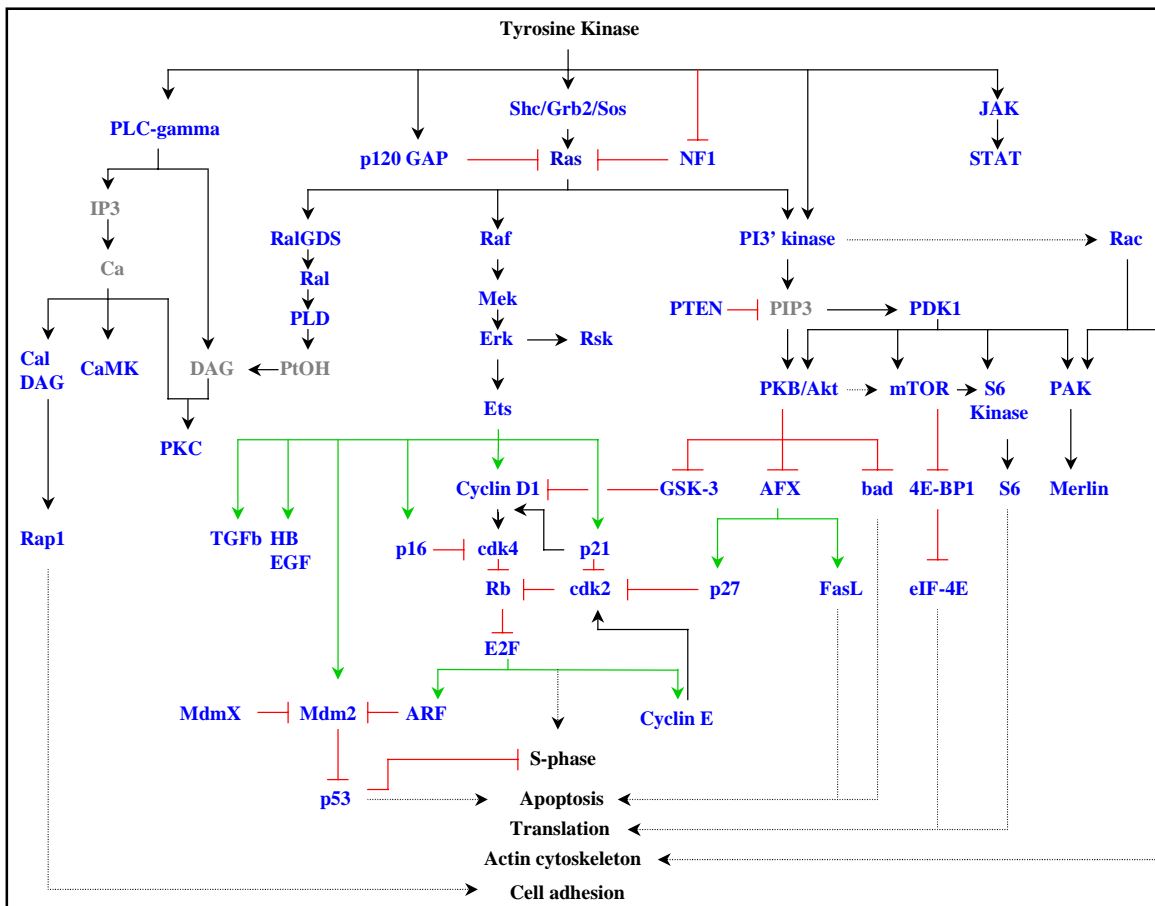 Tyrosine Kinase
Shc/Grb2/Sos
JAK
PLC-gamma
p120 GAP
Ras
NF1
STAT
IP3
RalGDS
Raf
PI3’ kinase
Rac
Ca
Ral
Mek
PTEN
PIP3
PDK1
PLD
Erk
Rsk
Cal
DAG
CaMK
DAG
PtOH
PKB/Akt
mTOR
S6
Kinase
PAK
Ets
PKC
Cyclin D1
GSK-3
AFX
bad
4E-BP1
S6
Merlin
Rap1
TGFb
HB
EGF
p16
cdk4
p21
Rb
cdk2
p27
FasL
eIF-4E
E2F
MdmX
Mdm2
ARF
Cyclin E
S-phase
p53
Apoptosis
Translation
Actin cytoskeleton
Cell adhesion